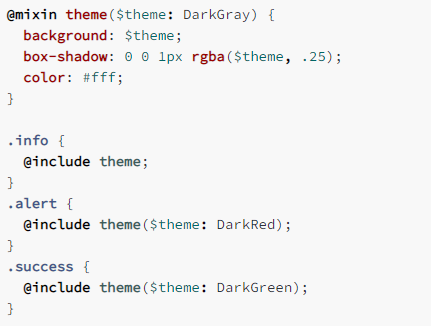 @mixin theme($theme: DarkGray) {
  background: $theme;
  box-shadow: 0 0 1px rgba($theme, .25);
  color: #fff;
}

.info {
  @include theme;
}
.alert {
  @include theme($theme: DarkRed);
}
.success {
  @include theme($theme: DarkGreen);
}